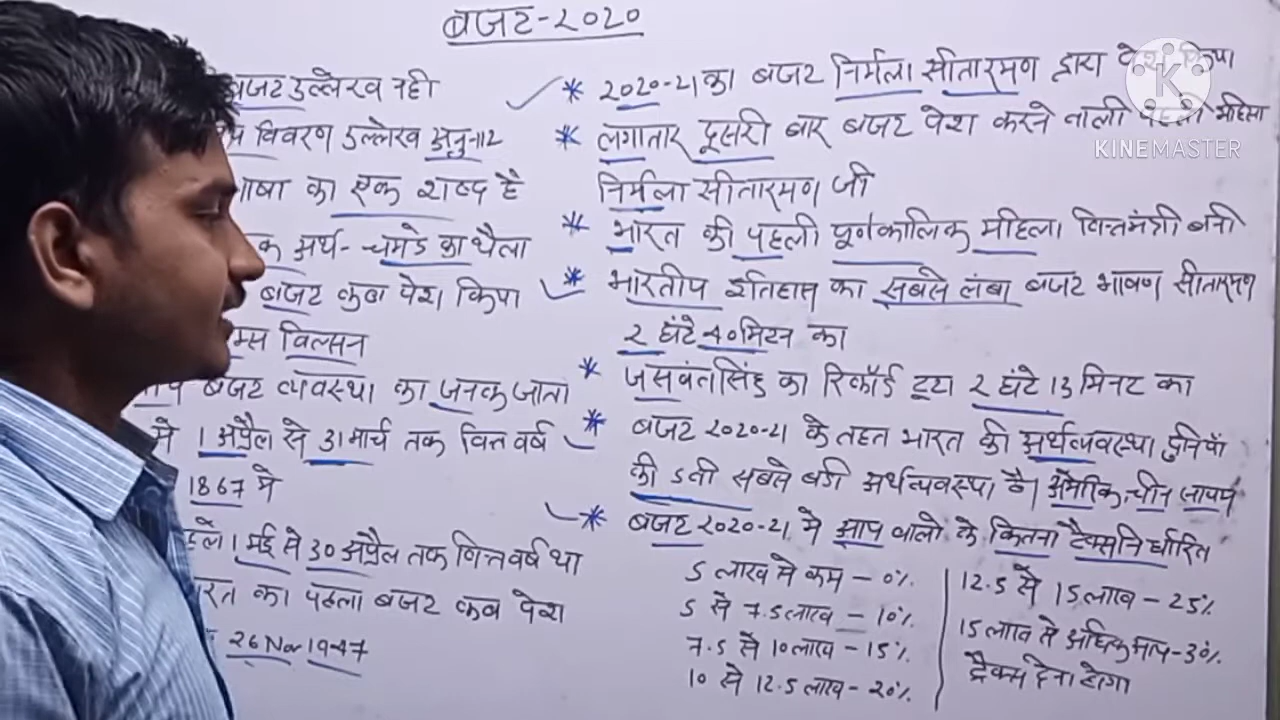 बजट-२०२०
बजट उल्लेख नही
विवरण उल्लेख अनु-112
भाषा का एक शब्द है
अर्थ- चमडे का थैला
बजट कब पेश किया
विल्सन
बजट व्यवस्था का जनक जाता
मे 1 अप्रैल से 31 मार्च तक वित्त वर्ष
1867 मे
1 मई से 30 अप्रैल तक वित्त वर्ष था
का पहला बजट कब पेश
26 Nov 1947
* 2020-21 का बजट निर्मला सीतारमण द्वारा पेश किया
* लगातार दूसरी बार बजट पेश करने वाली पहली महिला
निर्मला सीतारमण जी
* भारत की पहली पूर्णकालिक महिला वित्तमंत्री बनी
* भारतीय इतिहास का सबसे लंबा बजट भाषण सीतारमण
2 घंटे 40 मिटन का
* जसवंत सिंह का रिकॉर्ड टूटा 2 घंटे 13 मिनट का
* बजट 2020-21 के तहत भारत की अर्थव्यवस्था दुनियाँ
की 5वी सबसे बडी अर्थव्यवस्था है। अमेरिक, चीन, जापान
* बजट 2020-21 मे आय वालो के कितना टैक्स निर्धारित
5 लाख से कम - 0%
5 से 7.5 लाख - 10%
7.5 से 10 लाख - 15%
10 से 12.5 लाख - 20%
12.5 से 15 लाख - 25%
15 लाख से अधिक आय - 30%
टैक्स देना होगा
K
KINEMASTER